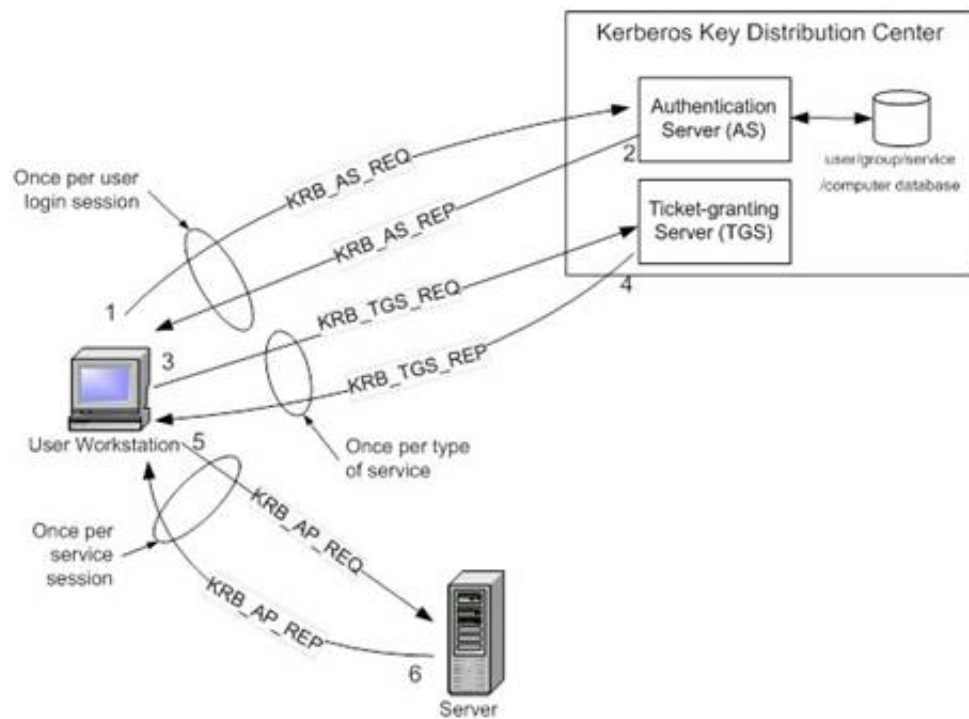 Kerberos Key Distribution Center
Authentication
Server (AS)
user/group/service
/computer database
2
Once per user
login session
KRB_AS_REQ
KRB_AS_REP
Ticket-granting
Server (TGS)
4
1
KRB_TGS_REQ
3
KRB_TGS_REP
User Workstation
5
Once per type
of service
Once per
service
session
KRB_AP_REQ
KRB_AP_REP
6
Server